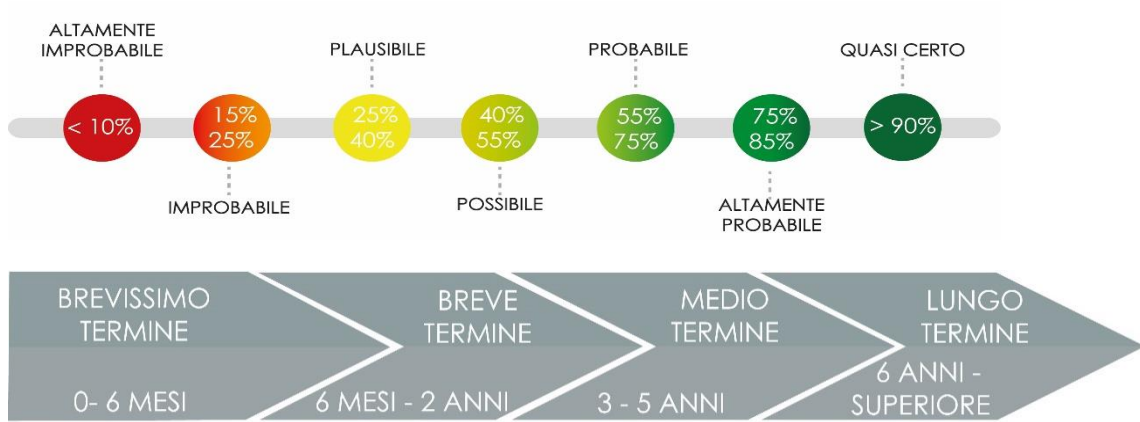 ALTAMENTE
IMPROBABILE
PLAUSIBILE
PROBABILE
QUASI CERTO
< 10%
15%
25%
25%
40%
40%
55%
55%
75%
75%
85%
> 90%
IMPROBABILE
POSSIBILE
ALTAMENTE
PROBABILE
BREVISSIMO
TERMINE
BREVE
TERMINE
MEDIO
TERMINE
LUNGO
TERMINE
0- 6 MESI
6 MESI - 2 ANNI
3 - 5 ANNI
6 ANNI -
SUPERIORE